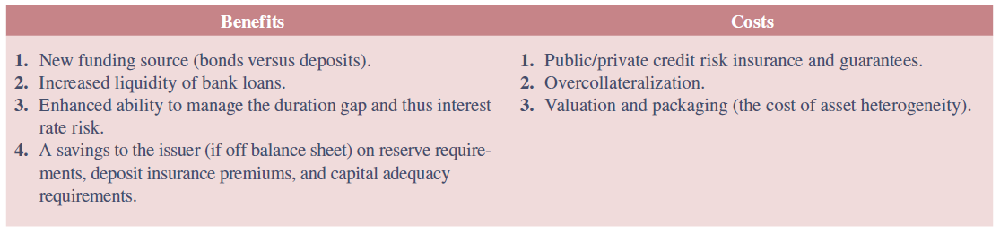 Benefits
Costs
1. New funding source (bonds versus deposits).
2. Increased liquidity of bank loans.
3. Enhanced ability to manage the duration gap and thus interest
rate risk.
4. A savings to the issuer (if off balance sheet) on reserve require-
ments, deposit insurance premiums, and capital adequacy
requirements.
1. Public/private credit risk insurance and guarantees.
2. Overcollateralization.
3. Valuation and packaging (the cost of asset heterogeneity).